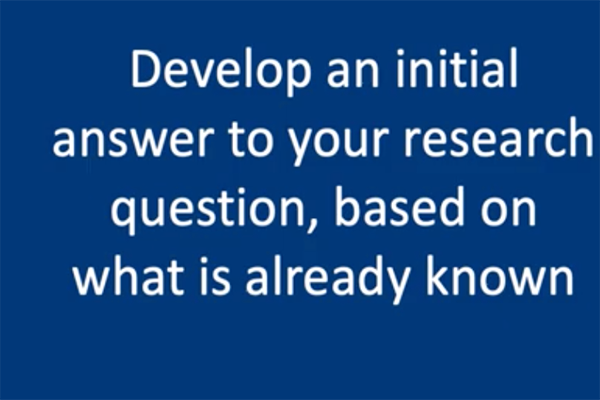 Develop an initial
answer to your research
question, based on
what is already known